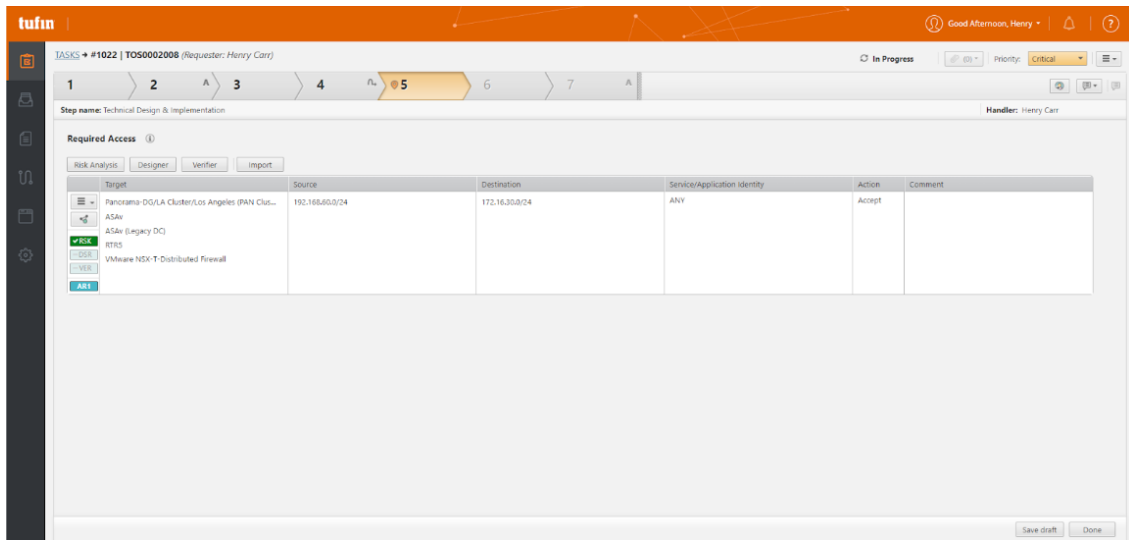 tufin
Good Afternoon, Henry
?
TASKS → #1022 | TOS0002008 (Requester: Henry Carr)
In Progress
Priority: Critical
1 2 3 4 5 6 7
Step name: Technical Design & Implementation
Handler: Henry Carr
Required Access
Risk Analysis Designer Verifier Import
Target Source Destination Service/Application Identity Action Comment
Panorama-DG/LA Cluster/Los Angeles (PAN Clus... 192.168.60.0/24 172.16.30.0/24 ANY Accept
ASAv
ASAv (Legacy DC)
RSK
RTR5
DSR
VMware NSX-T-Distributed Firewall
VER
AR1
Save draft Done